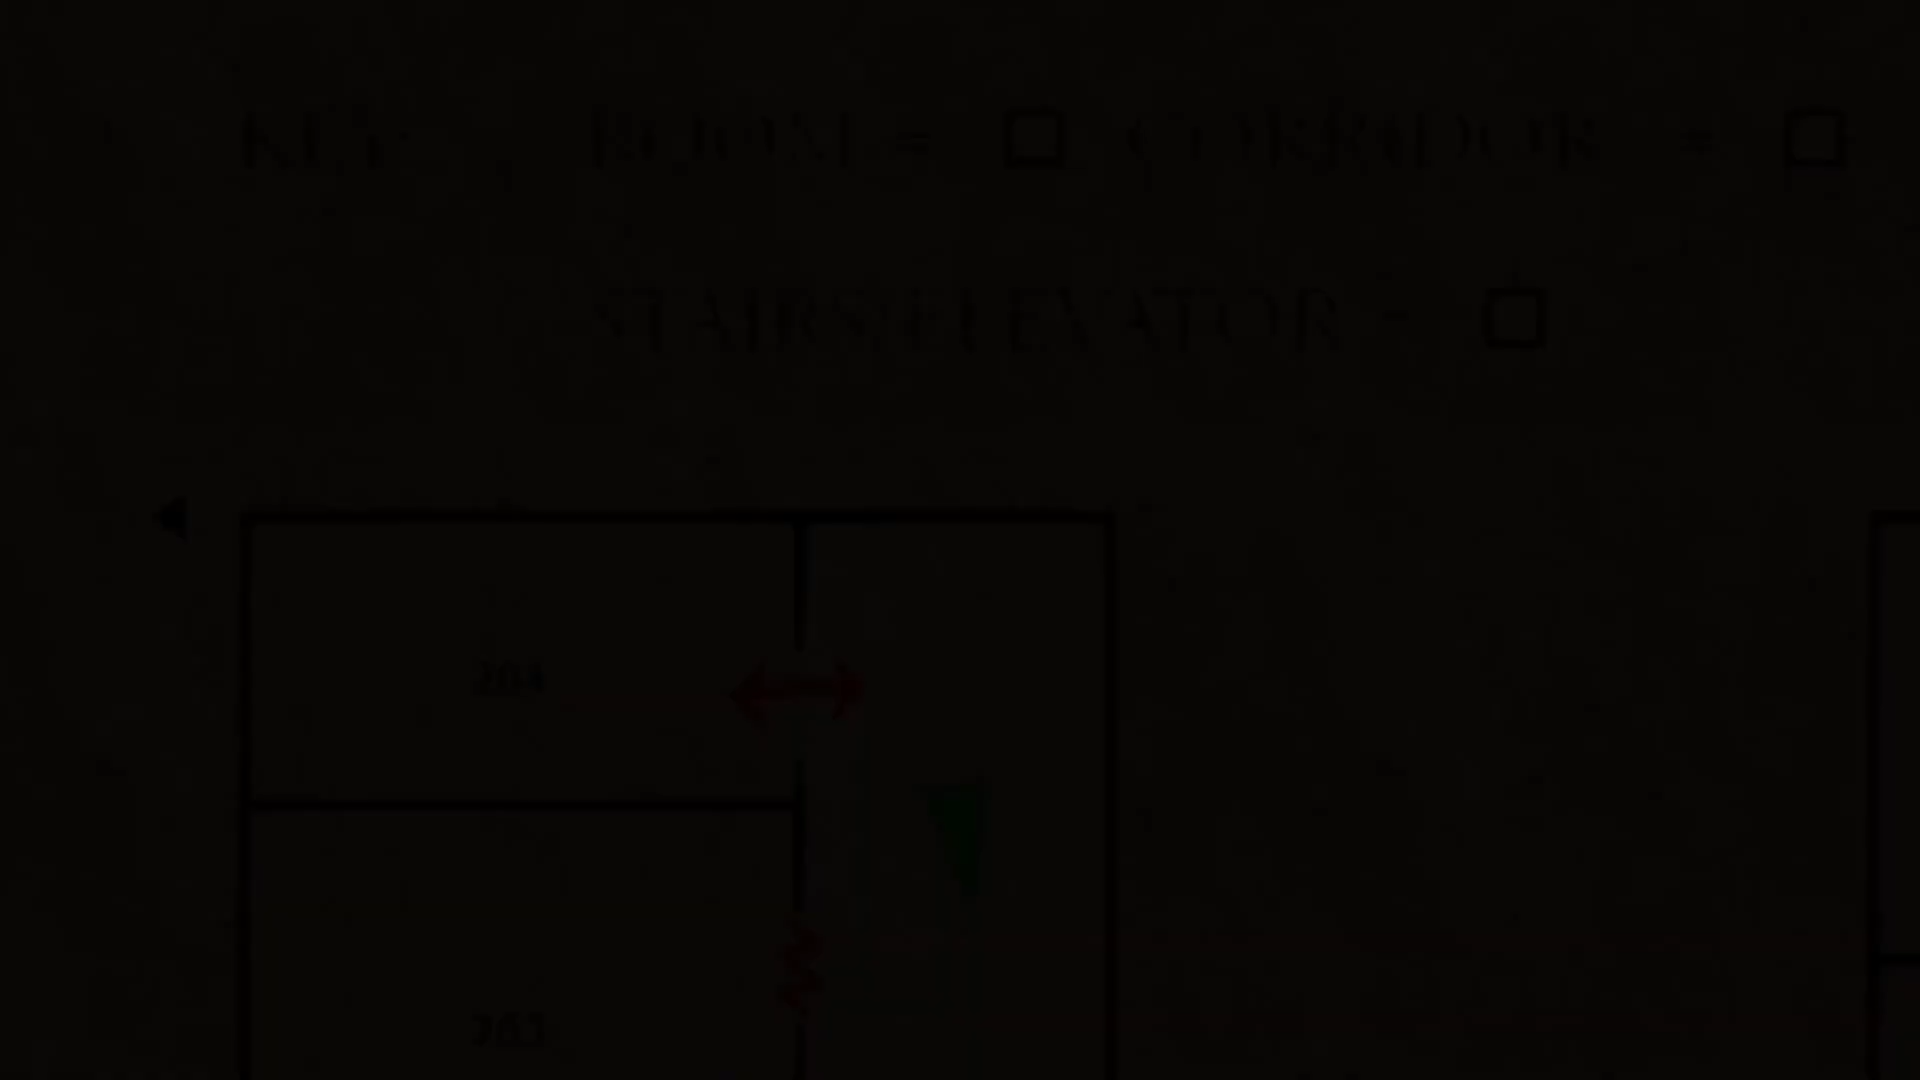 KEY ROOM = CORRIDOR =
STAIRS/ELEVATOR =
204
203